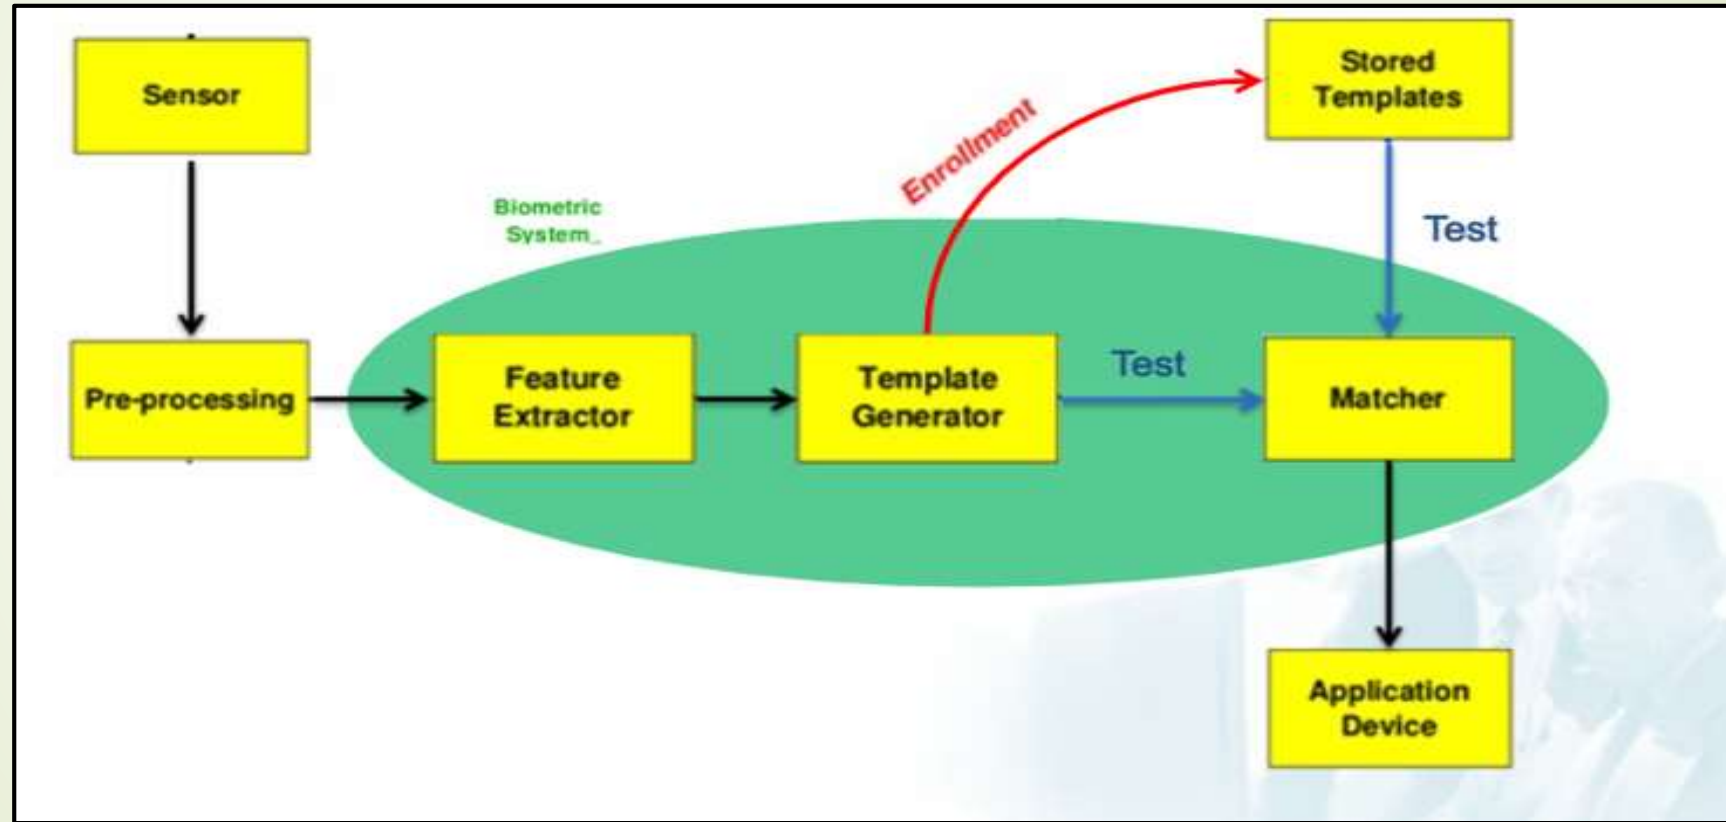 Sensor
Stored
Templates
Enrollment
Biometric
System_
Test
Pre-processing
Feature
Extractor
Template
Generator
Test
Matcher
Application
Device